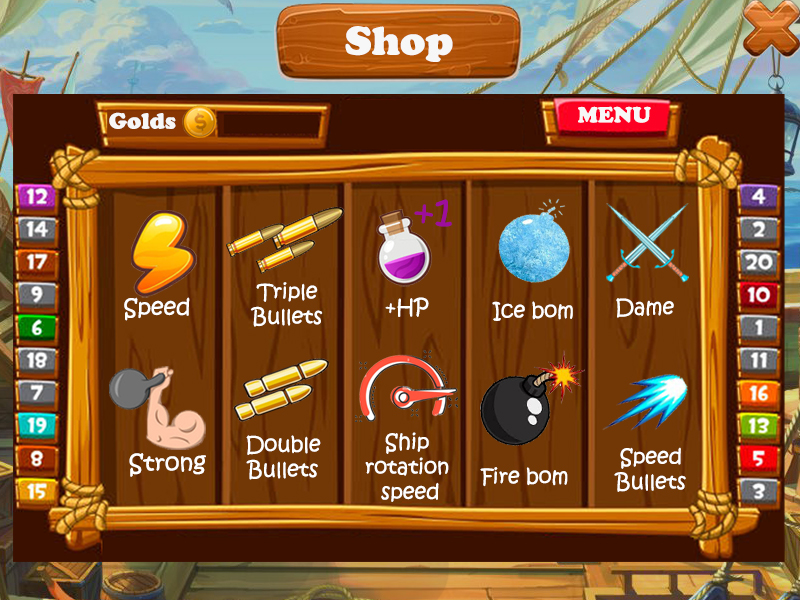 Shop
Golds $
MENU
12
14
17
9
6
18
7
19
8
15
Speed
Triple
Bullets
+1
+HP
Ice bom
Dame
Strong
Double
Bullets
Ship
rotation
speed
Fire bom
Speed
Bullets
4
2
20
10
1
11
16
13
5
3